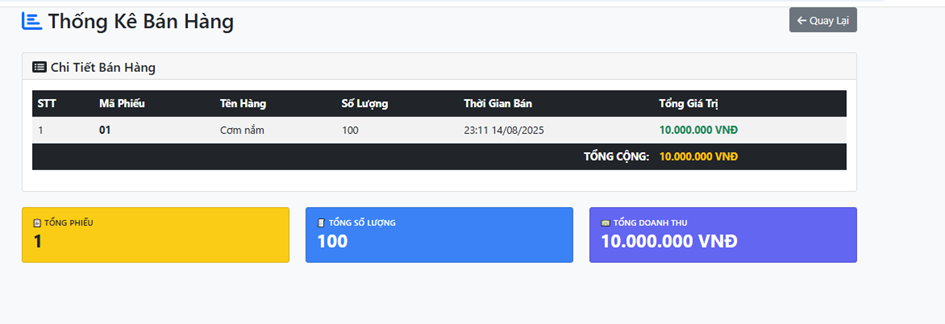 Thống Kê Bán Hàng
Quay Lại
Chi Tiết Bán Hàng
STT Mã Phiếu Tên Hàng Số Lượng Thời Gian Bán Tổng Giá Trị
1 01 Cơm nắm 100 23:11 14/08/2025 10.000.000 VNĐ
TỔNG CỘNG: 10.000.000 VNĐ
TỔNG PHIẾU
1
TỔNG SỐ LƯỢNG
100
TỔNG DOANH THU
10.000.000 VNĐ